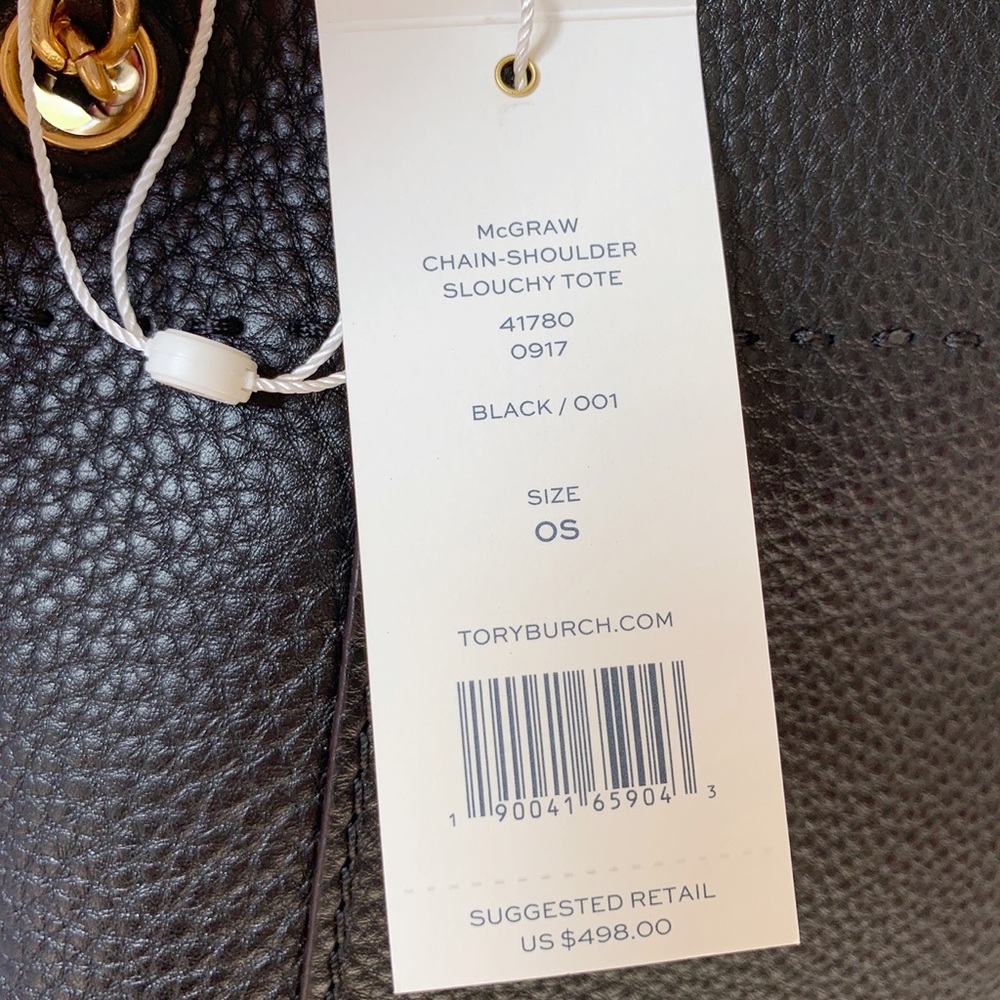 McGRAW
CHAIN-SHOULDER
SLOUCHY TOTE
41780
0917
BLACK / 001
SIZE
OS
TORYBURCH.COM
1 90041 65904 3
SUGGESTED RETAIL
US $498.00